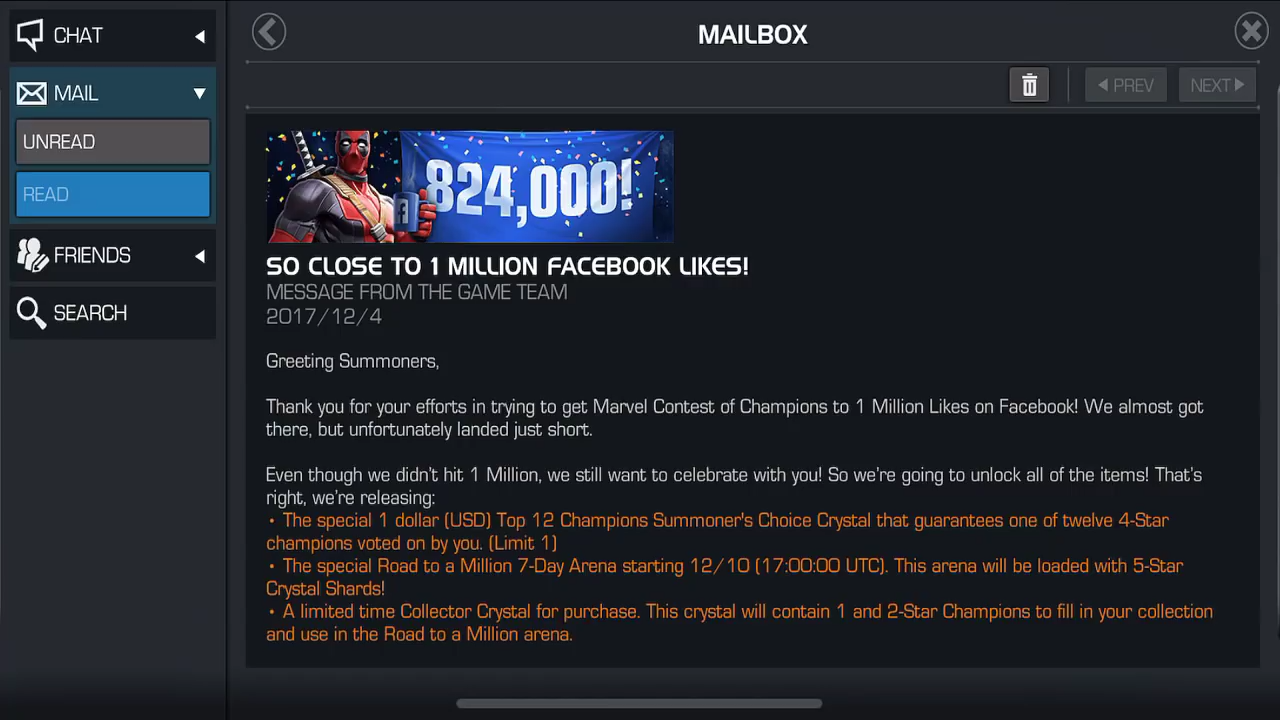 CHAT
MAIL
UNREAD
READ
FRIENDS
SEARCH
MAILBOX
PREV
NEXT
824,000!
f
SO CLOSE TO 1 MILLION FACEBOOK LIKES!
MESSAGE FROM THE GAME TEAM
2017/12/4
Greeting Summoners,
Thank you for your efforts in trying to get Marvel Contest of Champions to 1 Million Likes on Facebook! We almost got
there, but unfortunately landed just short.
Even though we didn't hit 1 Million, we still want to celebrate with you! So we're going to unlock all of the items! That's
right, we're releasing:
• The special 1 dollar (USD) Top 12 Champions Summoner's Choice Crystal that guarantees one of twelve 4-Star
champions voted on by you. (Limit 1)
• The special Road to a Million 7-Day Arena starting 12/10 (17:00:00 UTC). This arena will be loaded with 5-Star
Crystal Shards!
• A limited time Collector Crystal for purchase. This crystal will contain 1 and 2-Star Champions to fill in your collection
and use in the Road to a Million arena.